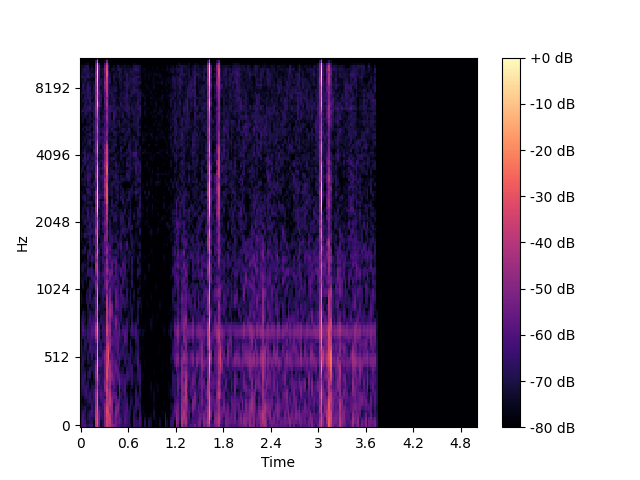 +0 dB
8192
-10 dB
4096
-20 dB
-30 dB
2048
Hz
-40 dB
1024
-50 dB
-60 dB
512
-70 dB
0
-80 dB
0 0.6 1.2 1.8 2.4 3 3.6 4.2 4.8
Time